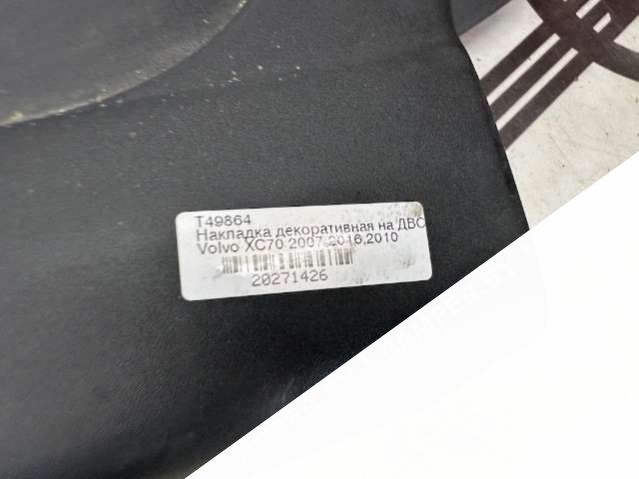 T49864
Накладка декоративная на ДВС
Volvo XC70 2007-2016,2010
20271426